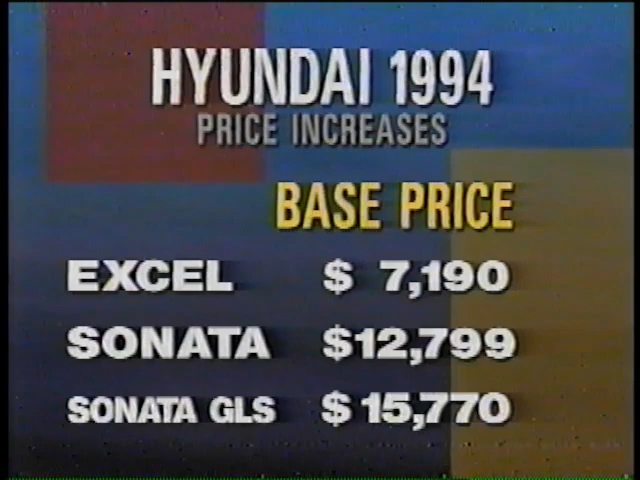 HYUNDAI 1994
PRICE INCREASES
BASE PRICE
EXCEL $ 7,190
SONATA $12,799
SONATA GLS $15,770